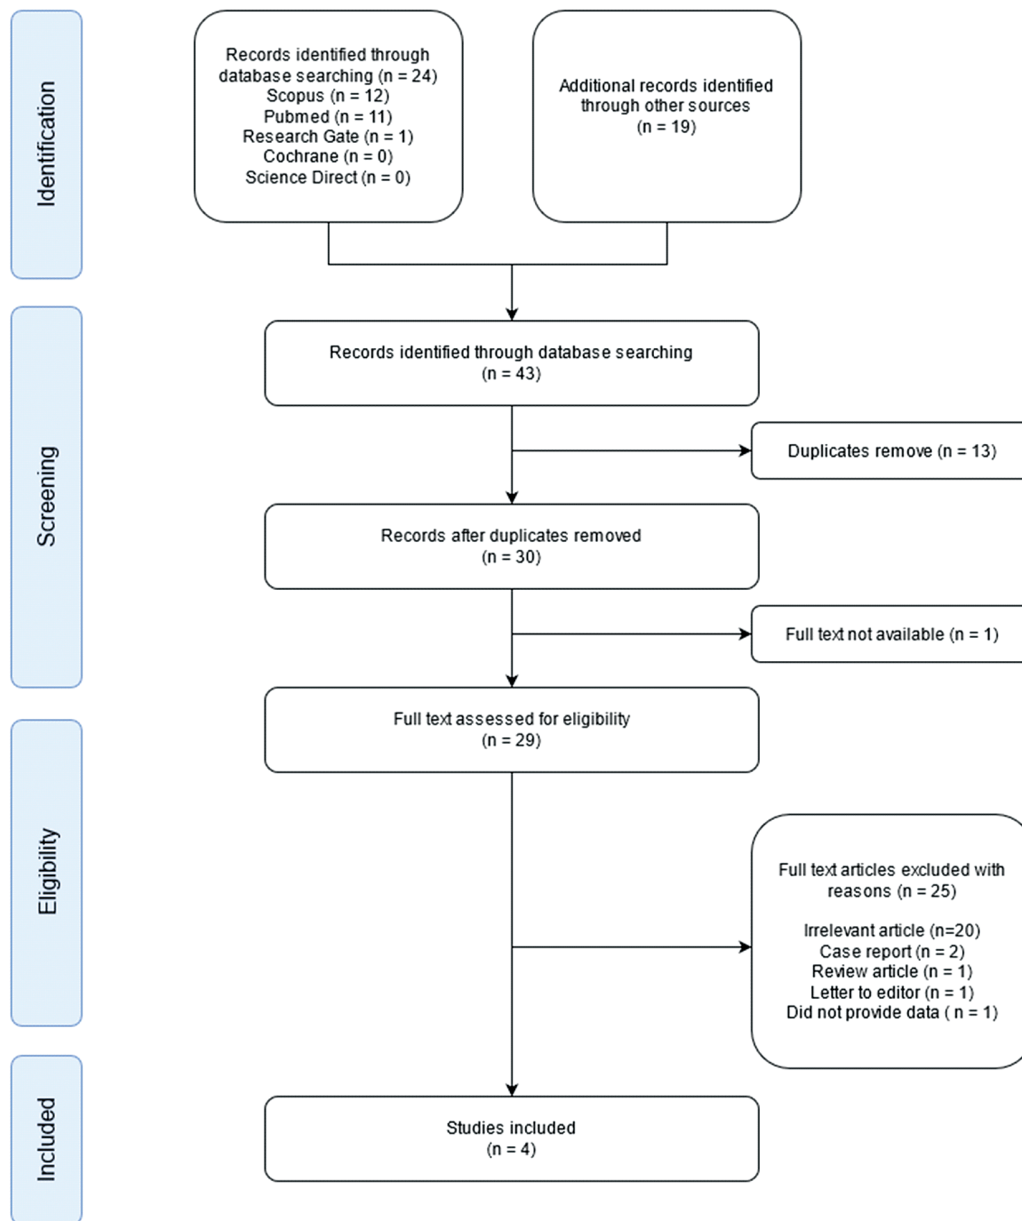 Identification
Records identified through
database searching (n = 24)
Scopus (n = 12)
Pubmed (n = 11)
Research Gate (n = 1)
Cochrane (n = 0)
Science Direct (n = 0)
Additional records identified
through other sources
(n = 19)
Screening
Records identified through database searching
(n = 43)
Duplicates remove (n = 13)
Records after duplicates removed
(n = 30)
Full text not available (n = 1)
Eligibility
Full text assessed for eligibility
(n = 29)
Full text articles excluded with
reasons (n = 25)
Irrelevant article (n=20)
Case report (n = 2)
Review article (n = 1)
Letter to editor (n = 1)
Did not provide data ( n = 1)
Included
Studies included
(n = 4)